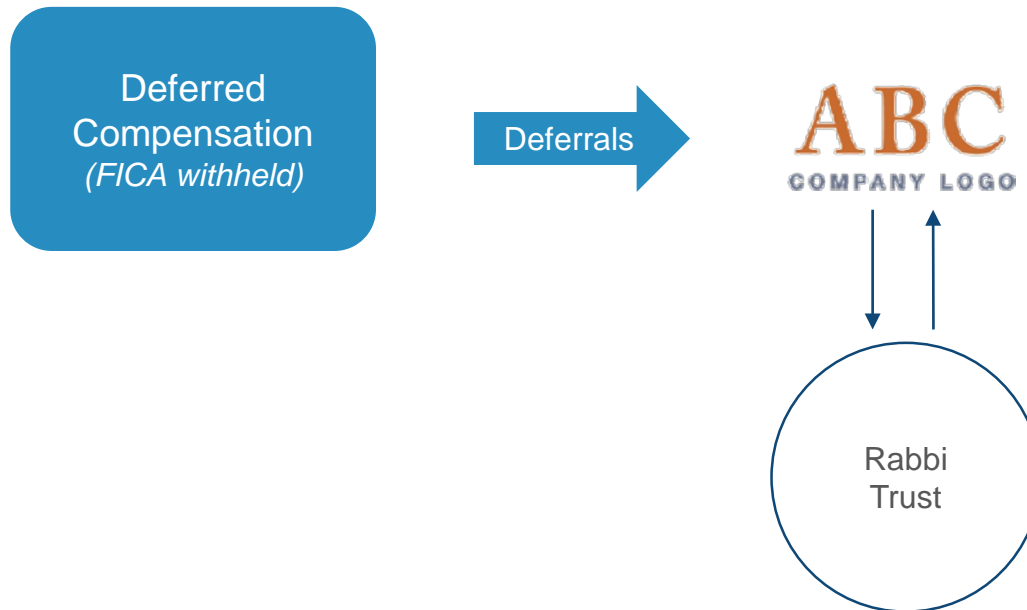 Deferred
Compensation
(FICA withheld)
Deferrals
ABC
COMPANY LOGO
Rabbi
Trust